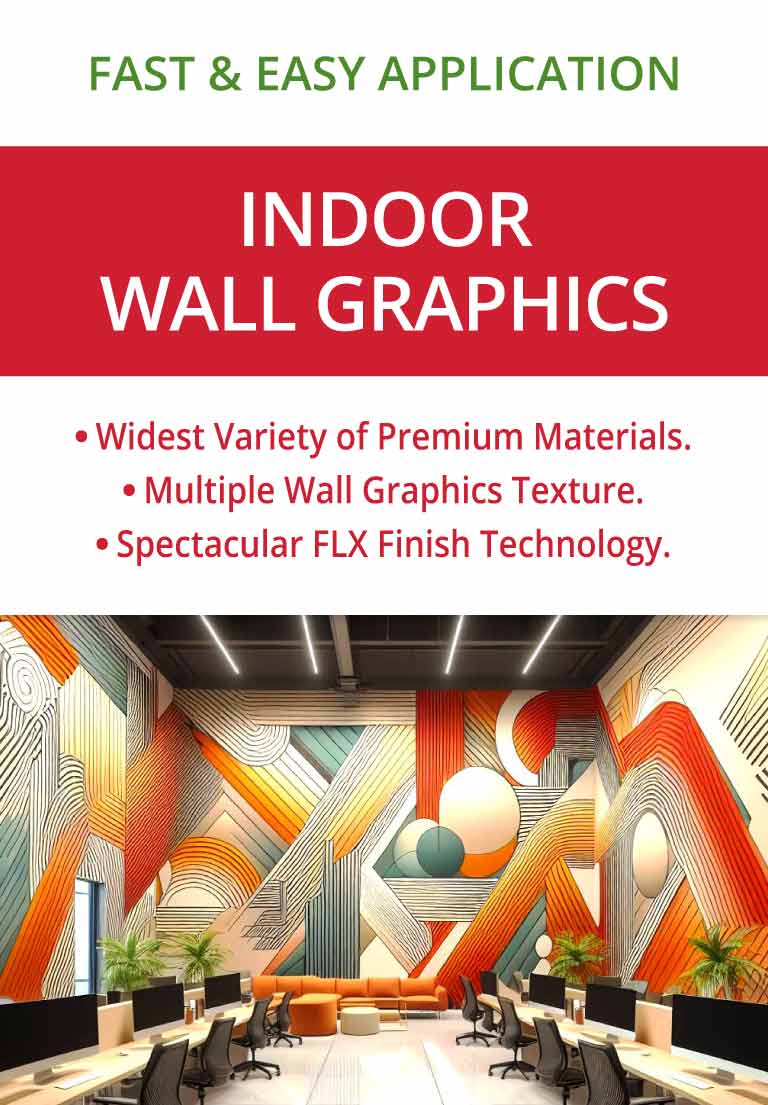 FAST & EASY APPLICATION
INDOOR
WALL GRAPHICS
• Widest Variety of Premium Materials.
• Multiple Wall Graphics Texture.
• Spectacular FLX Finish Technology.